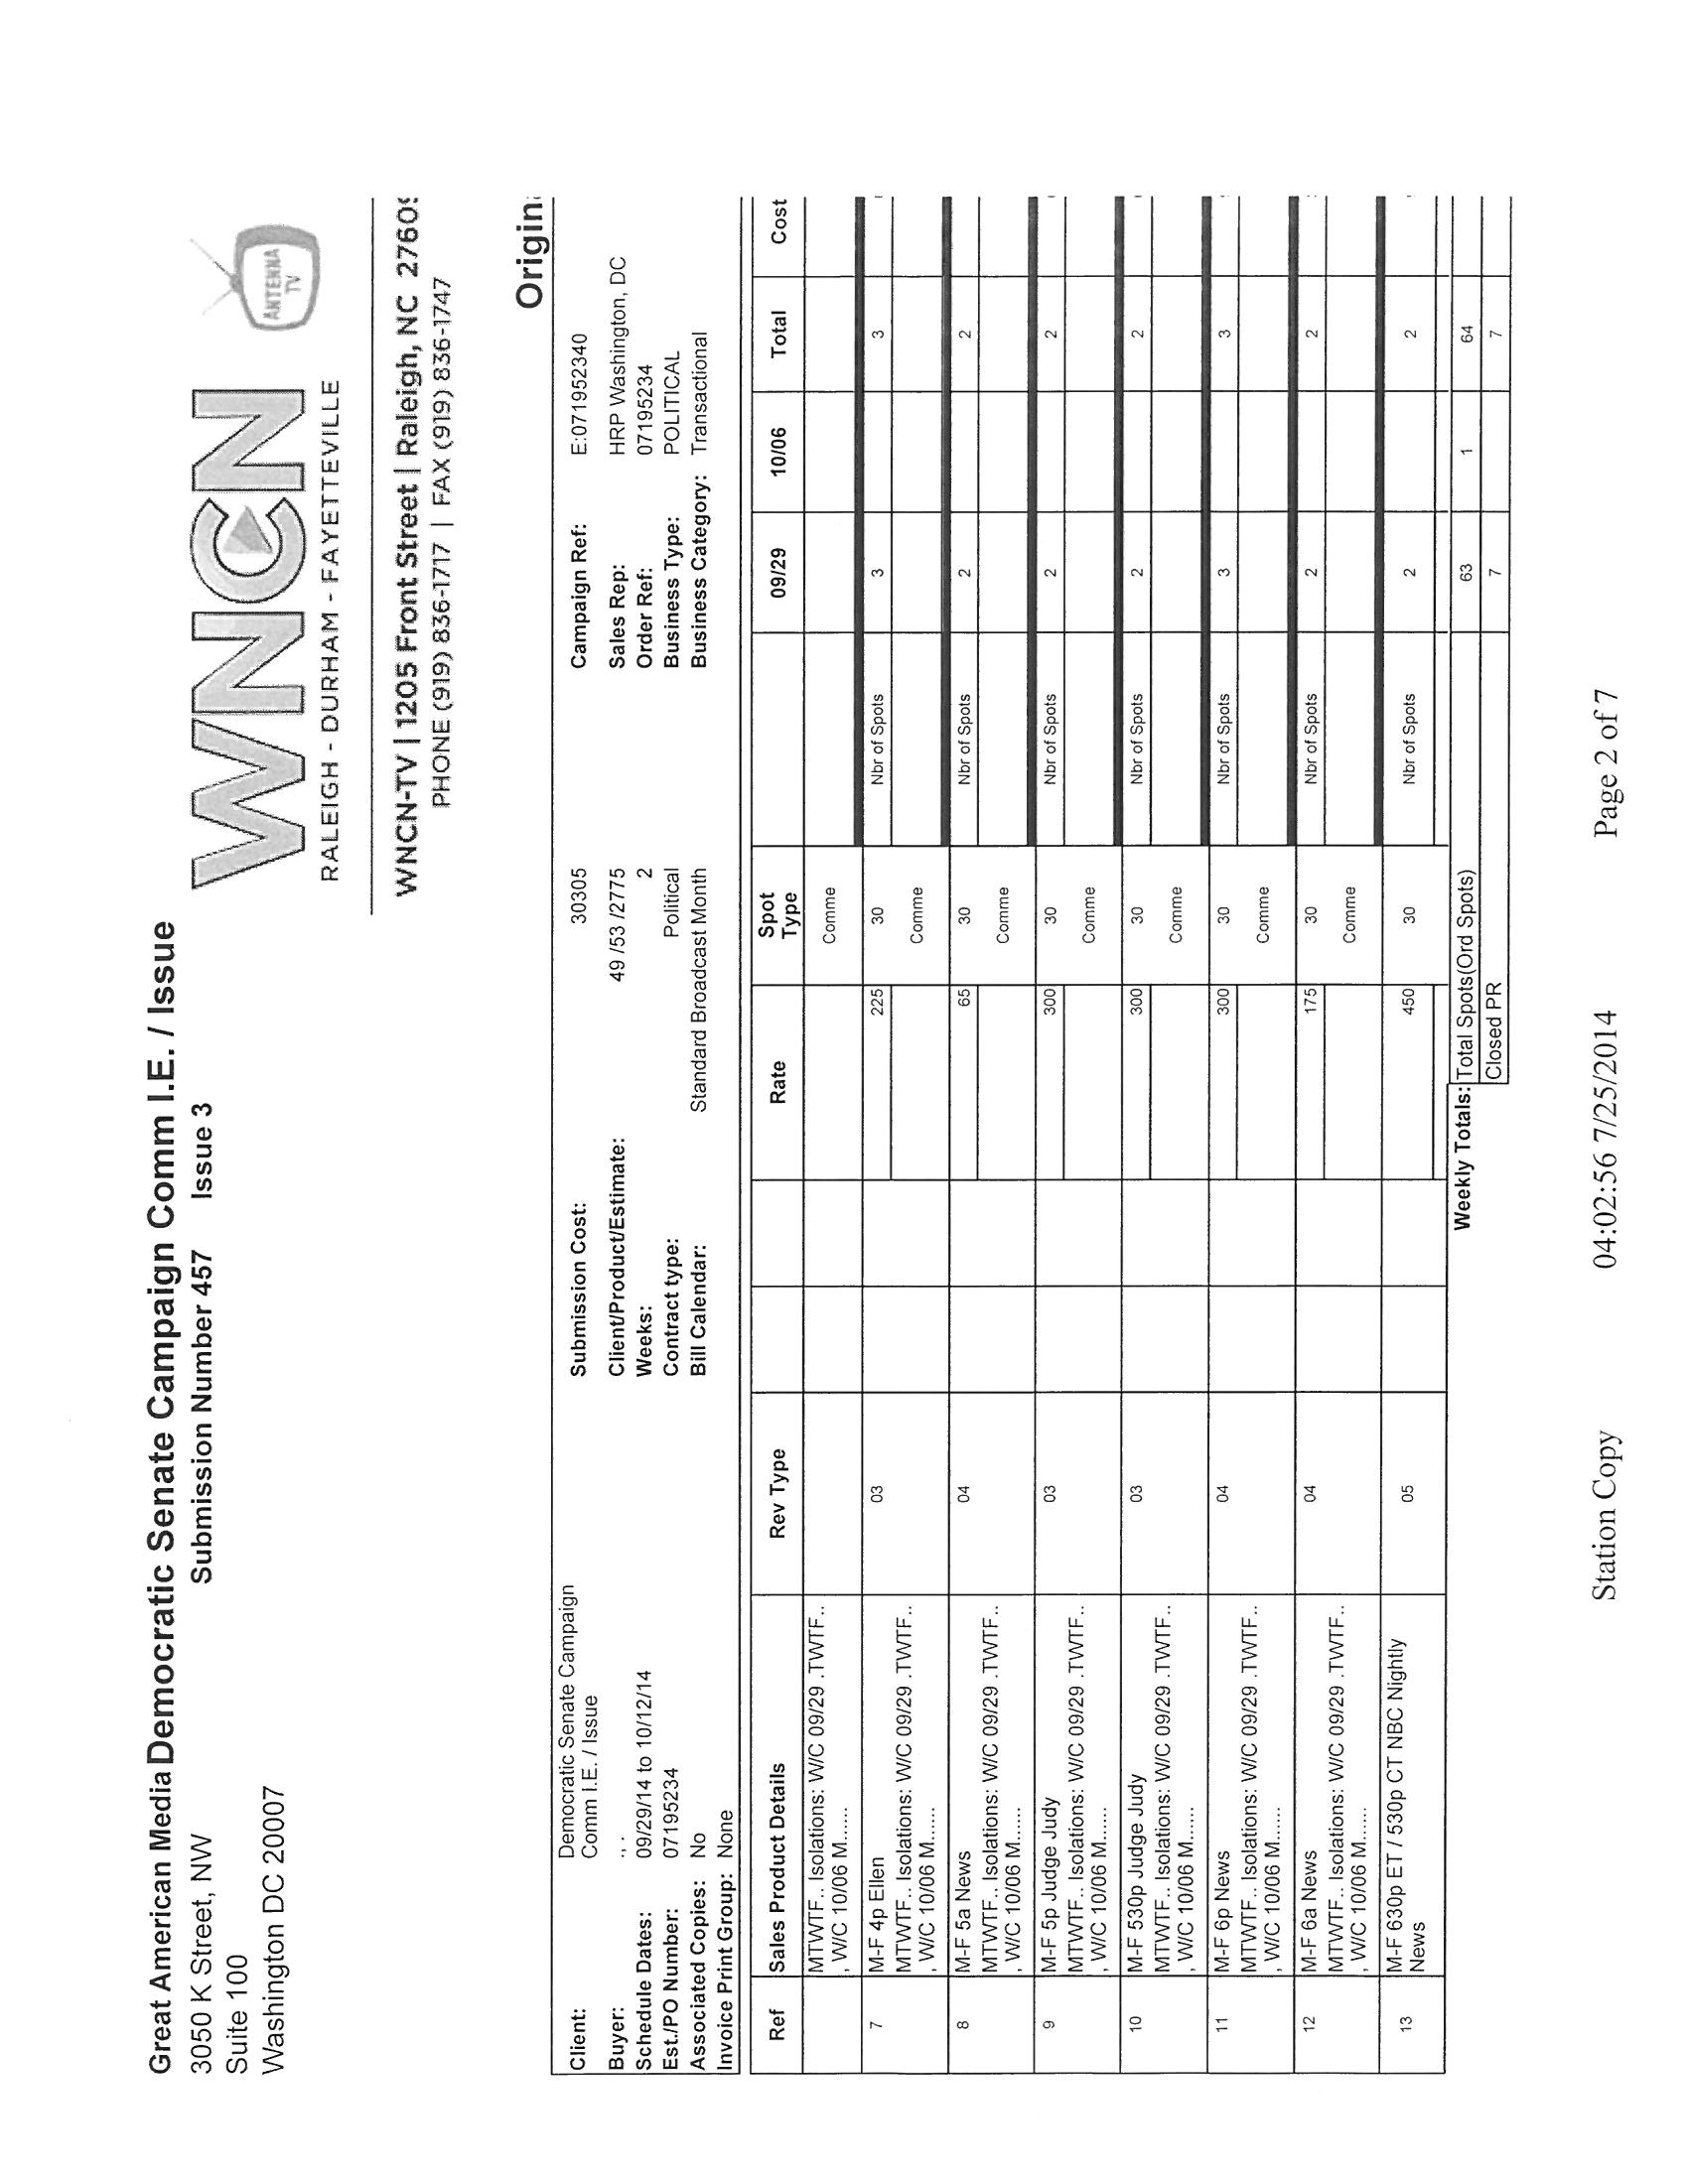 Great American Media Democratic Senate Campaign Comm I.E. / Issue
3050 K Street, NW Submission Number 457 Issue 3
Suite 100
Washington DC 20007
WNCN
RALEIGH - DURHAM - FAYETTEVILLE
ANTENNA
TV
WNCN-TV | 1205 Front Street | Raleigh, NC 27609
PHONE (919) 836-1717 | FAX (919) 836-1747
Origin
Client: Democratic Senate Campaign
Comm I.E. / Issue
Submission Cost: 30305 Campaign Ref: E:071952340
Buyer: , , Client/Product/Estimate: 49 /53 /2775 Sales Rep: HRP Washington, DC
Schedule Dates: 09/29/14 to 10/12/14 Weeks: 2 Order Ref: 07195234
Est./PO Number: 07195234 Contract type: Political Business Type: POLITICAL
Associated Copies: No Bill Calendar: Standard Broadcast Month Business Category: Transactional
Invoice Print Group: None
Ref Sales Product Details Rev Type Rate Spot Type 09/29 10/06 Total Cost
MTWTF.. Isolations: W/C 09/29 .TWTF.. Comme
, W/C 10/06 M......
7 M-F 4p Ellen 03 225 30 Nbr of Spots 3 3
MTWTF.. Isolations: W/C 09/29 .TWTF.. Comme
, W/C 10/06 M......
8 M-F 5a News 04 65 30 Nbr of Spots 2 2
MTWTF.. Isolations: W/C 09/29 .TWTF.. Comme
, W/C 10/06 M......
9 M-F 5p Judge Judy 03 300 30 Nbr of Spots 2 2
MTWTF.. Isolations: W/C 09/29 .TWTF.. Comme
, W/C 10/06 M......
10 M-F 530p Judge Judy 03 300 30 Nbr of Spots 2 2
MTWTF.. Isolations: W/C 09/29 .TWTF.. Comme
, W/C 10/06 M......
11 M-F 6p News 04 300 30 Nbr of Spots 3 3
MTWTF.. Isolations: W/C 09/29 .TWTF.. Comme
, W/C 10/06 M......
12 M-F 6a News 04 175 30 Nbr of Spots 2 2
MTWTF.. Isolations: W/C 09/29 .TWTF.. Comme
, W/C 10/06 M......
13 M-F 630p ET / 530p CT NBC Nightly 05 450 30 Nbr of Spots 2 2
News
Weekly Totals: Total Spots(Ord Spots) 63 1 64
Closed PR 7 7
Station Copy 04:02:56 7/25/2014 Page 2 of 7